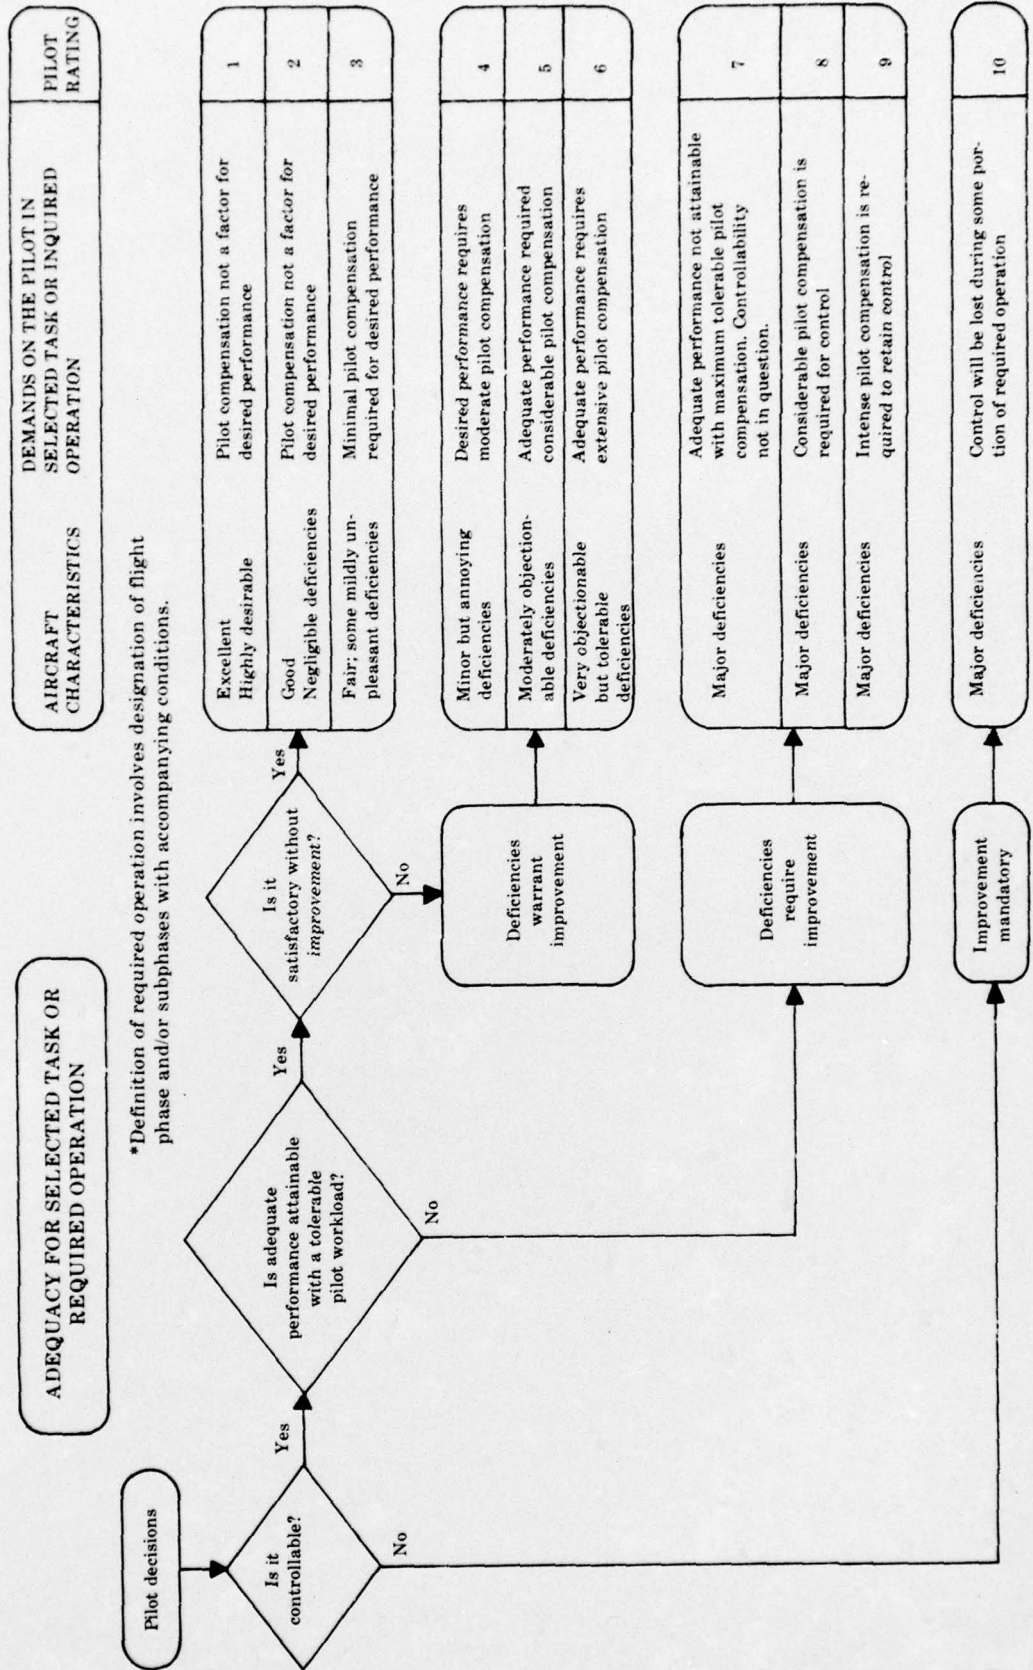 ADEQUACY FOR SELECTED TASK OR
REQUIRED OPERATION
AIRCRAFT
CHARACTERISTICS
DEMANDS ON THE PILOT IN
SELECTED TASK OR INQUIRED
OPERATION
PILOT
RATING
*Definition of required operation involves designation of flight
phase and/or subphases with accompanying conditions.
Pilot decisions
Is it
controllable?
Yes
No
Is adequate
performance attainable
with a tolerable
pilot workload?
Yes
No
Is it
satisfactory without
improvement?
Yes
No
Excellent
Highly desirable
Pilot compensation not a factor for
desired performance
1
Good
Negligible deficiencies
Pilot compensation not a factor for
desired performance
2
Fair; some mildly un-
pleasant deficiencies
Minimal pilot compensation
required for desired performance
3
Deficiencies
warrant
improvement
Minor but annoying
deficiencies
Desired performance requires
moderate pilot compensation
4
Moderately objection-
able deficiencies
Adequate performance required
considerable pilot compensation
5
Very objectionable
but tolerable
deficiencies
Adequate performance requires
extensive pilot compensation
6
Deficiencies
require
improvement
Major deficiencies
Adequate performance not attainable
with maximum tolerable pilot
compensation. Controllability
not in question.
7
Major deficiencies
Considerable pilot compensation is
required for control
8
Major deficiencies
Intense pilot compensation is re-
quired to retain control
9
Improvement
mandatory
Major deficiencies
Control will be lost during some por-
tion of required operation
10